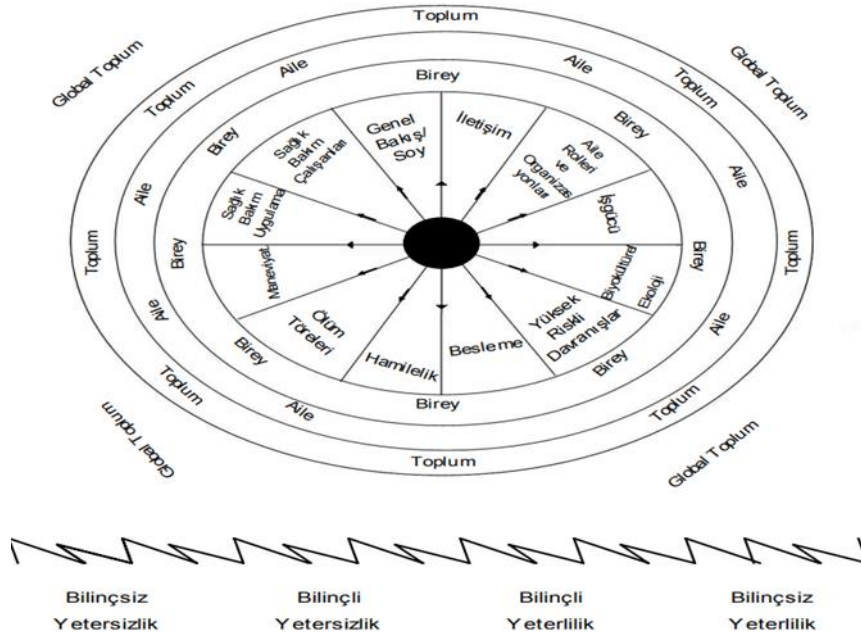 Toplum
Global Toplum
Global Toplum
Toplum
Aile
Aile
Toplum
Birey
Birey
Birey
Aile
Aile
Genel
Bakış/
Soy
İletişim
Sağlık
Bakım
Çalışanları
Aile
Rolleri
ve
Organizas
yonları
Sağlık
Bakım
Uygulama
İşgücü
Toplum
Birey
Birey
Toplum
Maneviyat
Biyokültürel
Ekoloji
Ölüm
Töreleri
Hamilelik
Besleme
Yüksek
Riskli
Davranışlar
Aile
Aile
Birey
Birey
Birey
Toplum
Aile
Toplum
Toplum
Global Toplum
Global Toplum
Bilinçsiz
Yetersizlik
Bilinçli
Yetersizlik
Bilinçli
Yeterlilik
Bilinçsiz
Yeterlilik